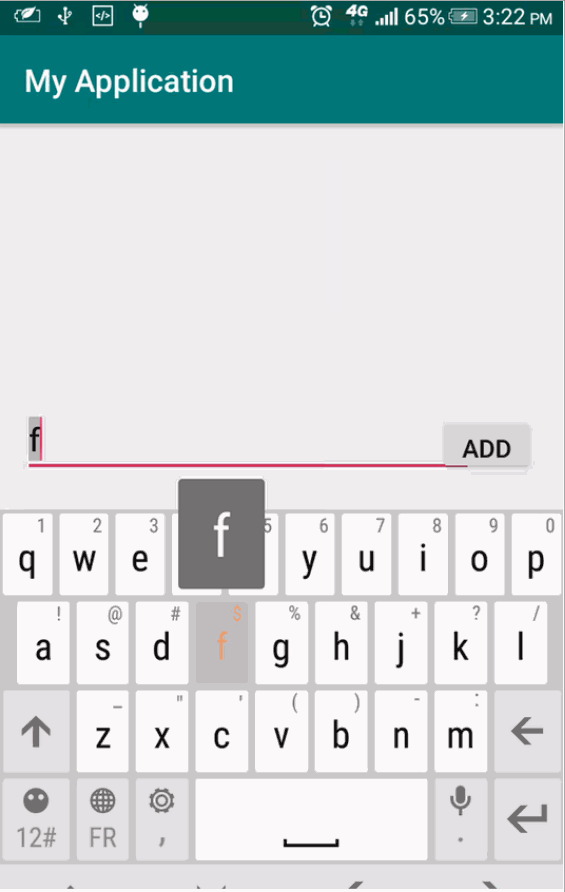 4G 65% 3:22 PM
My Application
f
ADD
f
1 2 3 5 6 7 8 9 0
q w e y u i o p
! @ # $ % & + ? /
a s d f g h j k l
_ " ' ( ) - :
z x c v b n m
12# FR , .